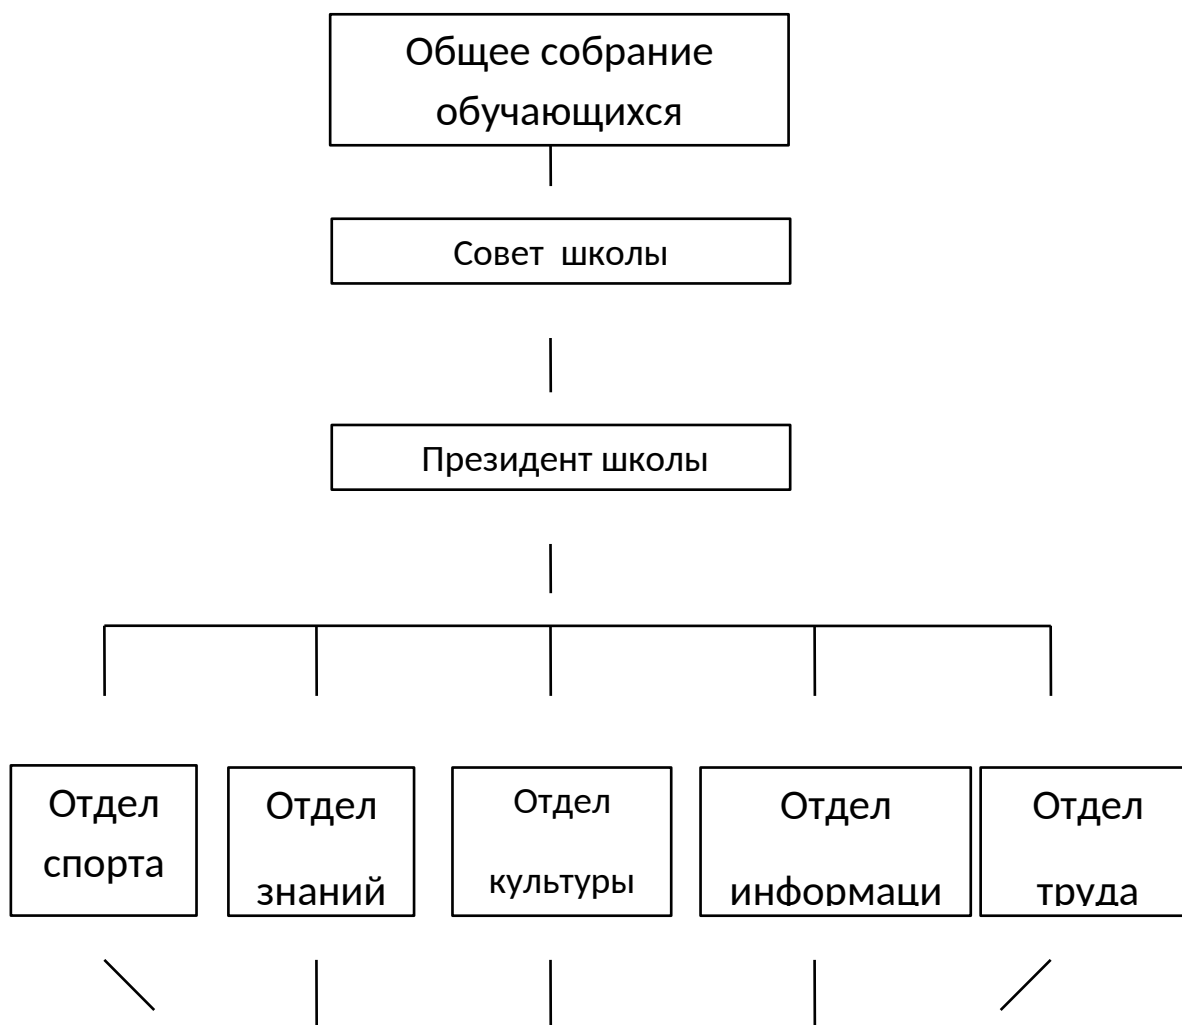 Общее собрание
обучающихся
Совет школы
Президент школы
Отдел
спорта
Отдел
знаний
Отдел
культуры
Отдел
информаци
Отдел
труда